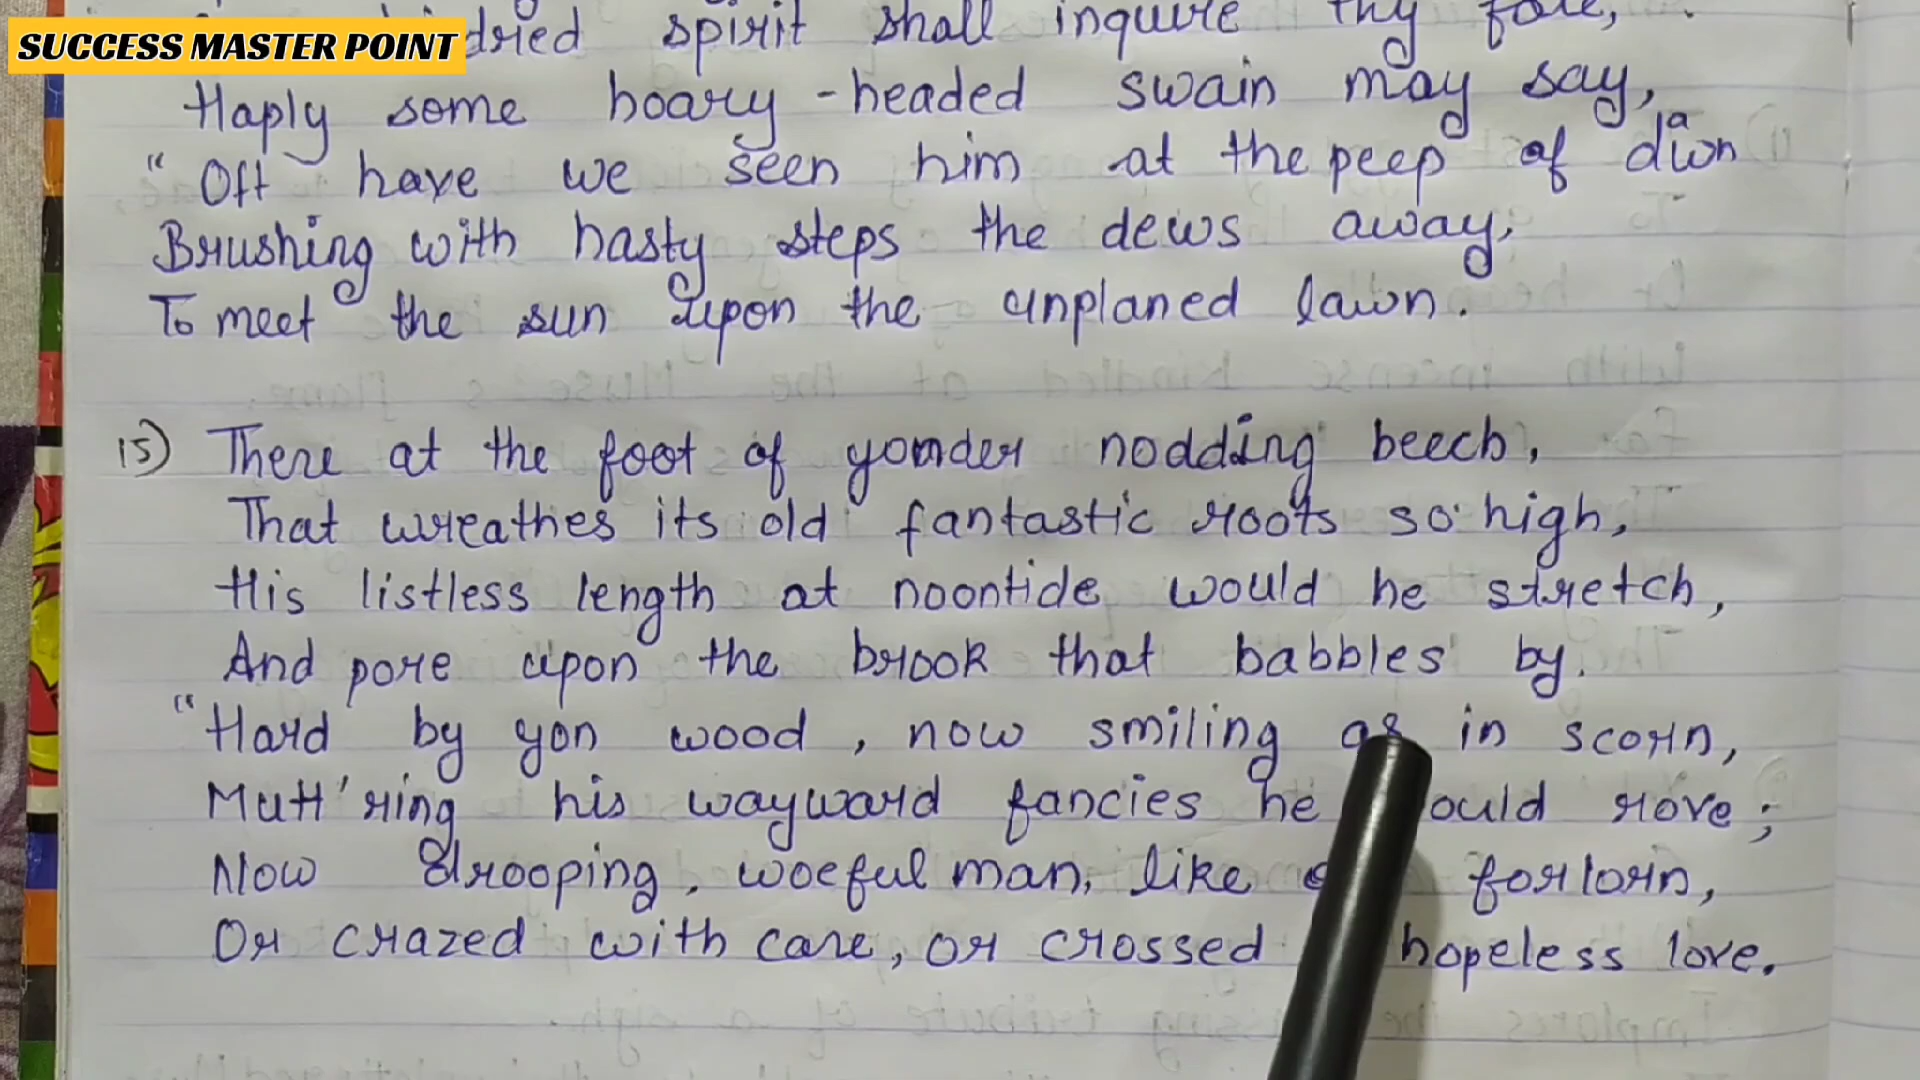 SUCCESS MASTER POINT
spirit shall inquire thy fate,
Haply some hoary-headed swain may say,
"Oft have we seen him at the peep of dawn
Brushing with hasty steps the dews away,
To meet the sun upon the unplaned lawn.
15) There at the foot of yonder nodding beech,
That wreathes its old fantastic roots so high,
His listless length at noontide would he stretch,
And pore upon the brook that babbles by.
"Hard by yon wood, now smiling as in scorn,
Mutt'ring his wayward fancies he ould rove;
Now drooping, woeful man, like forlorn,
Or crazed with care, or crossed hopeless love.